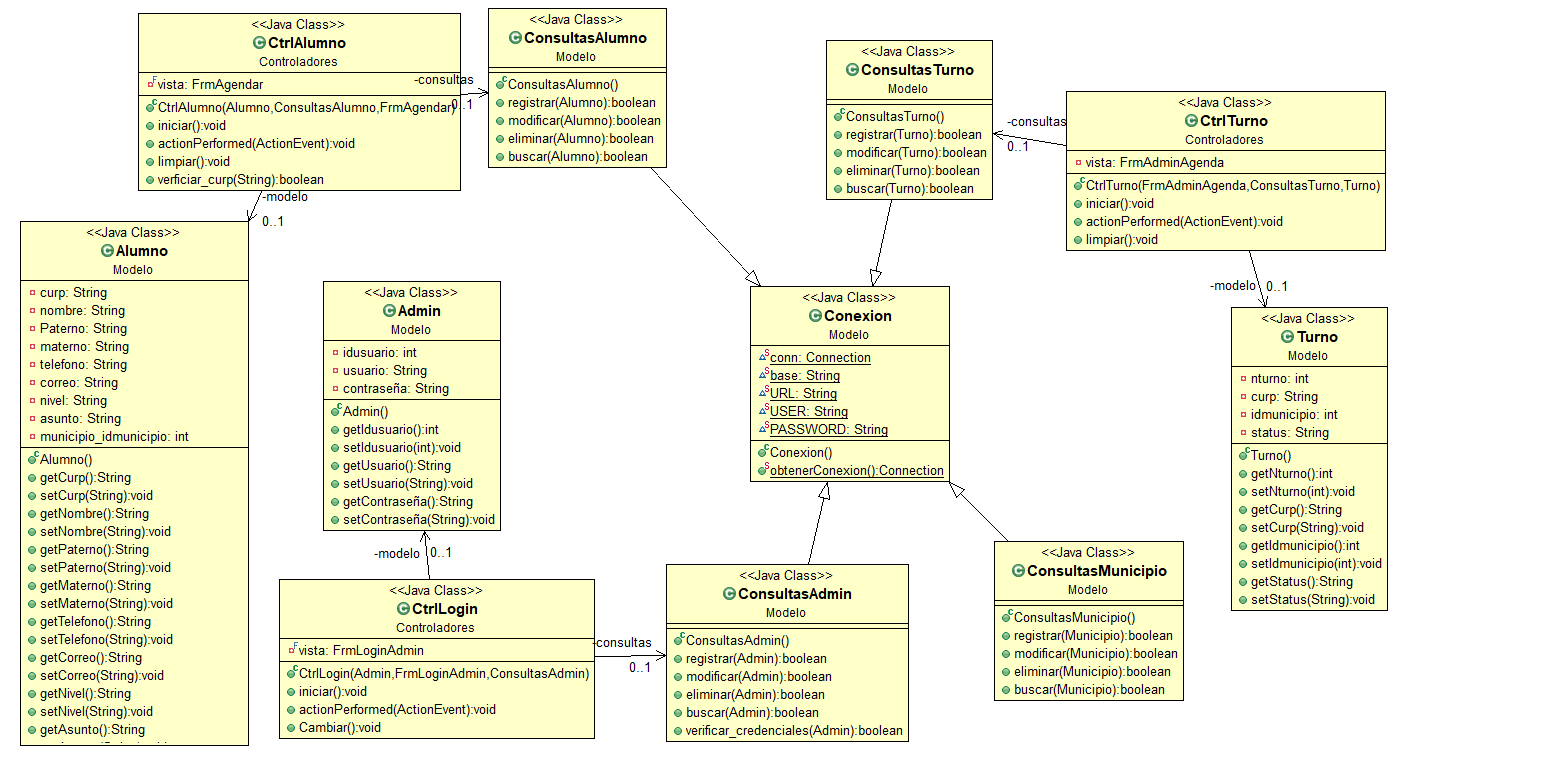 <<Java Class>>
CtrlAlumno
Controladores
vista: FrmAgendar
CtrlAlumno(Alumno,ConsultasAlumno,FrmAgendar)
iniciar():void
actionPerformed(ActionEvent):void
limpiar():void
verficiar_curp(String):boolean
-consultas
0..1
-modelo
0..1
<<Java Class>>
ConsultasAlumno
Modelo
ConsultasAlumno()
registrar(Alumno):boolean
modificar(Alumno):boolean
eliminar(Alumno):boolean
buscar(Alumno):boolean
<<Java Class>>
ConsultasTurno
Modelo
ConsultasTurno()
registrar(Turno):boolean
modificar(Turno):boolean
eliminar(Turno):boolean
buscar(Turno):boolean
-consultas
0..1
<<Java Class>>
CtrlTurno
Controladores
vista: FrmAdminAgenda
CtrlTurno(FrmAdminAgenda,ConsultasTurno,Turno)
iniciar():void
actionPerformed(ActionEvent):void
limpiar():void
-modelo
0..1
<<Java Class>>
Alumno
Modelo
curp: String
nombre: String
Paterno: String
materno: String
telefono: String
correo: String
nivel: String
asunto: String
municipio_idmunicipio: int
Alumno()
getCurp():String
setCurp(String):void
getNombre():String
setNombre(String):void
getPaterno():String
setPaterno(String):void
getMaterno():String
setMaterno(String):void
getTelefono():String
setTelefono(String):void
getCorreo():String
setCorreo(String):void
getNivel():String
setNivel(String):void
getAsunto():String
<<Java Class>>
Admin
Modelo
idusuario: int
usuario: String
contraseña: String
Admin()
getIdusuario():int
setIdusuario(int):void
getUsuario():String
setUsuario(String):void
getContraseña():String
setContraseña(String):void
-modelo
0..1
<<Java Class>>
Conexion
Modelo
conn: Connection
base: String
URL: String
USER: String
PASSWORD: String
Conexion()
obtenerConexion():Connection
<<Java Class>>
Turno
Modelo
nturno: int
curp: String
idmunicipio: int
status: String
Turno()
getNturno():int
setNturno(int):void
getCurp():String
setCurp(String):void
getIdmunicipio():int
setIdmunicipio(int):void
getStatus():String
setStatus(String):void
<<Java Class>>
CtrlLogin
Controladores
vista: FrmLoginAdmin
CtrlLogin(Admin,FrmLoginAdmin,ConsultasAdmin)
iniciar():void
actionPerformed(ActionEvent):void
Cambiar():void
-consultas
0..1
<<Java Class>>
ConsultasAdmin
Modelo
ConsultasAdmin()
registrar(Admin):boolean
modificar(Admin):boolean
eliminar(Admin):boolean
buscar(Admin):boolean
verificar_credenciales(Admin):boolean
<<Java Class>>
ConsultasMunicipio
Modelo
ConsultasMunicipio()
registrar(Municipio):boolean
modificar(Municipio):boolean
eliminar(Municipio):boolean
buscar(Municipio):boolean